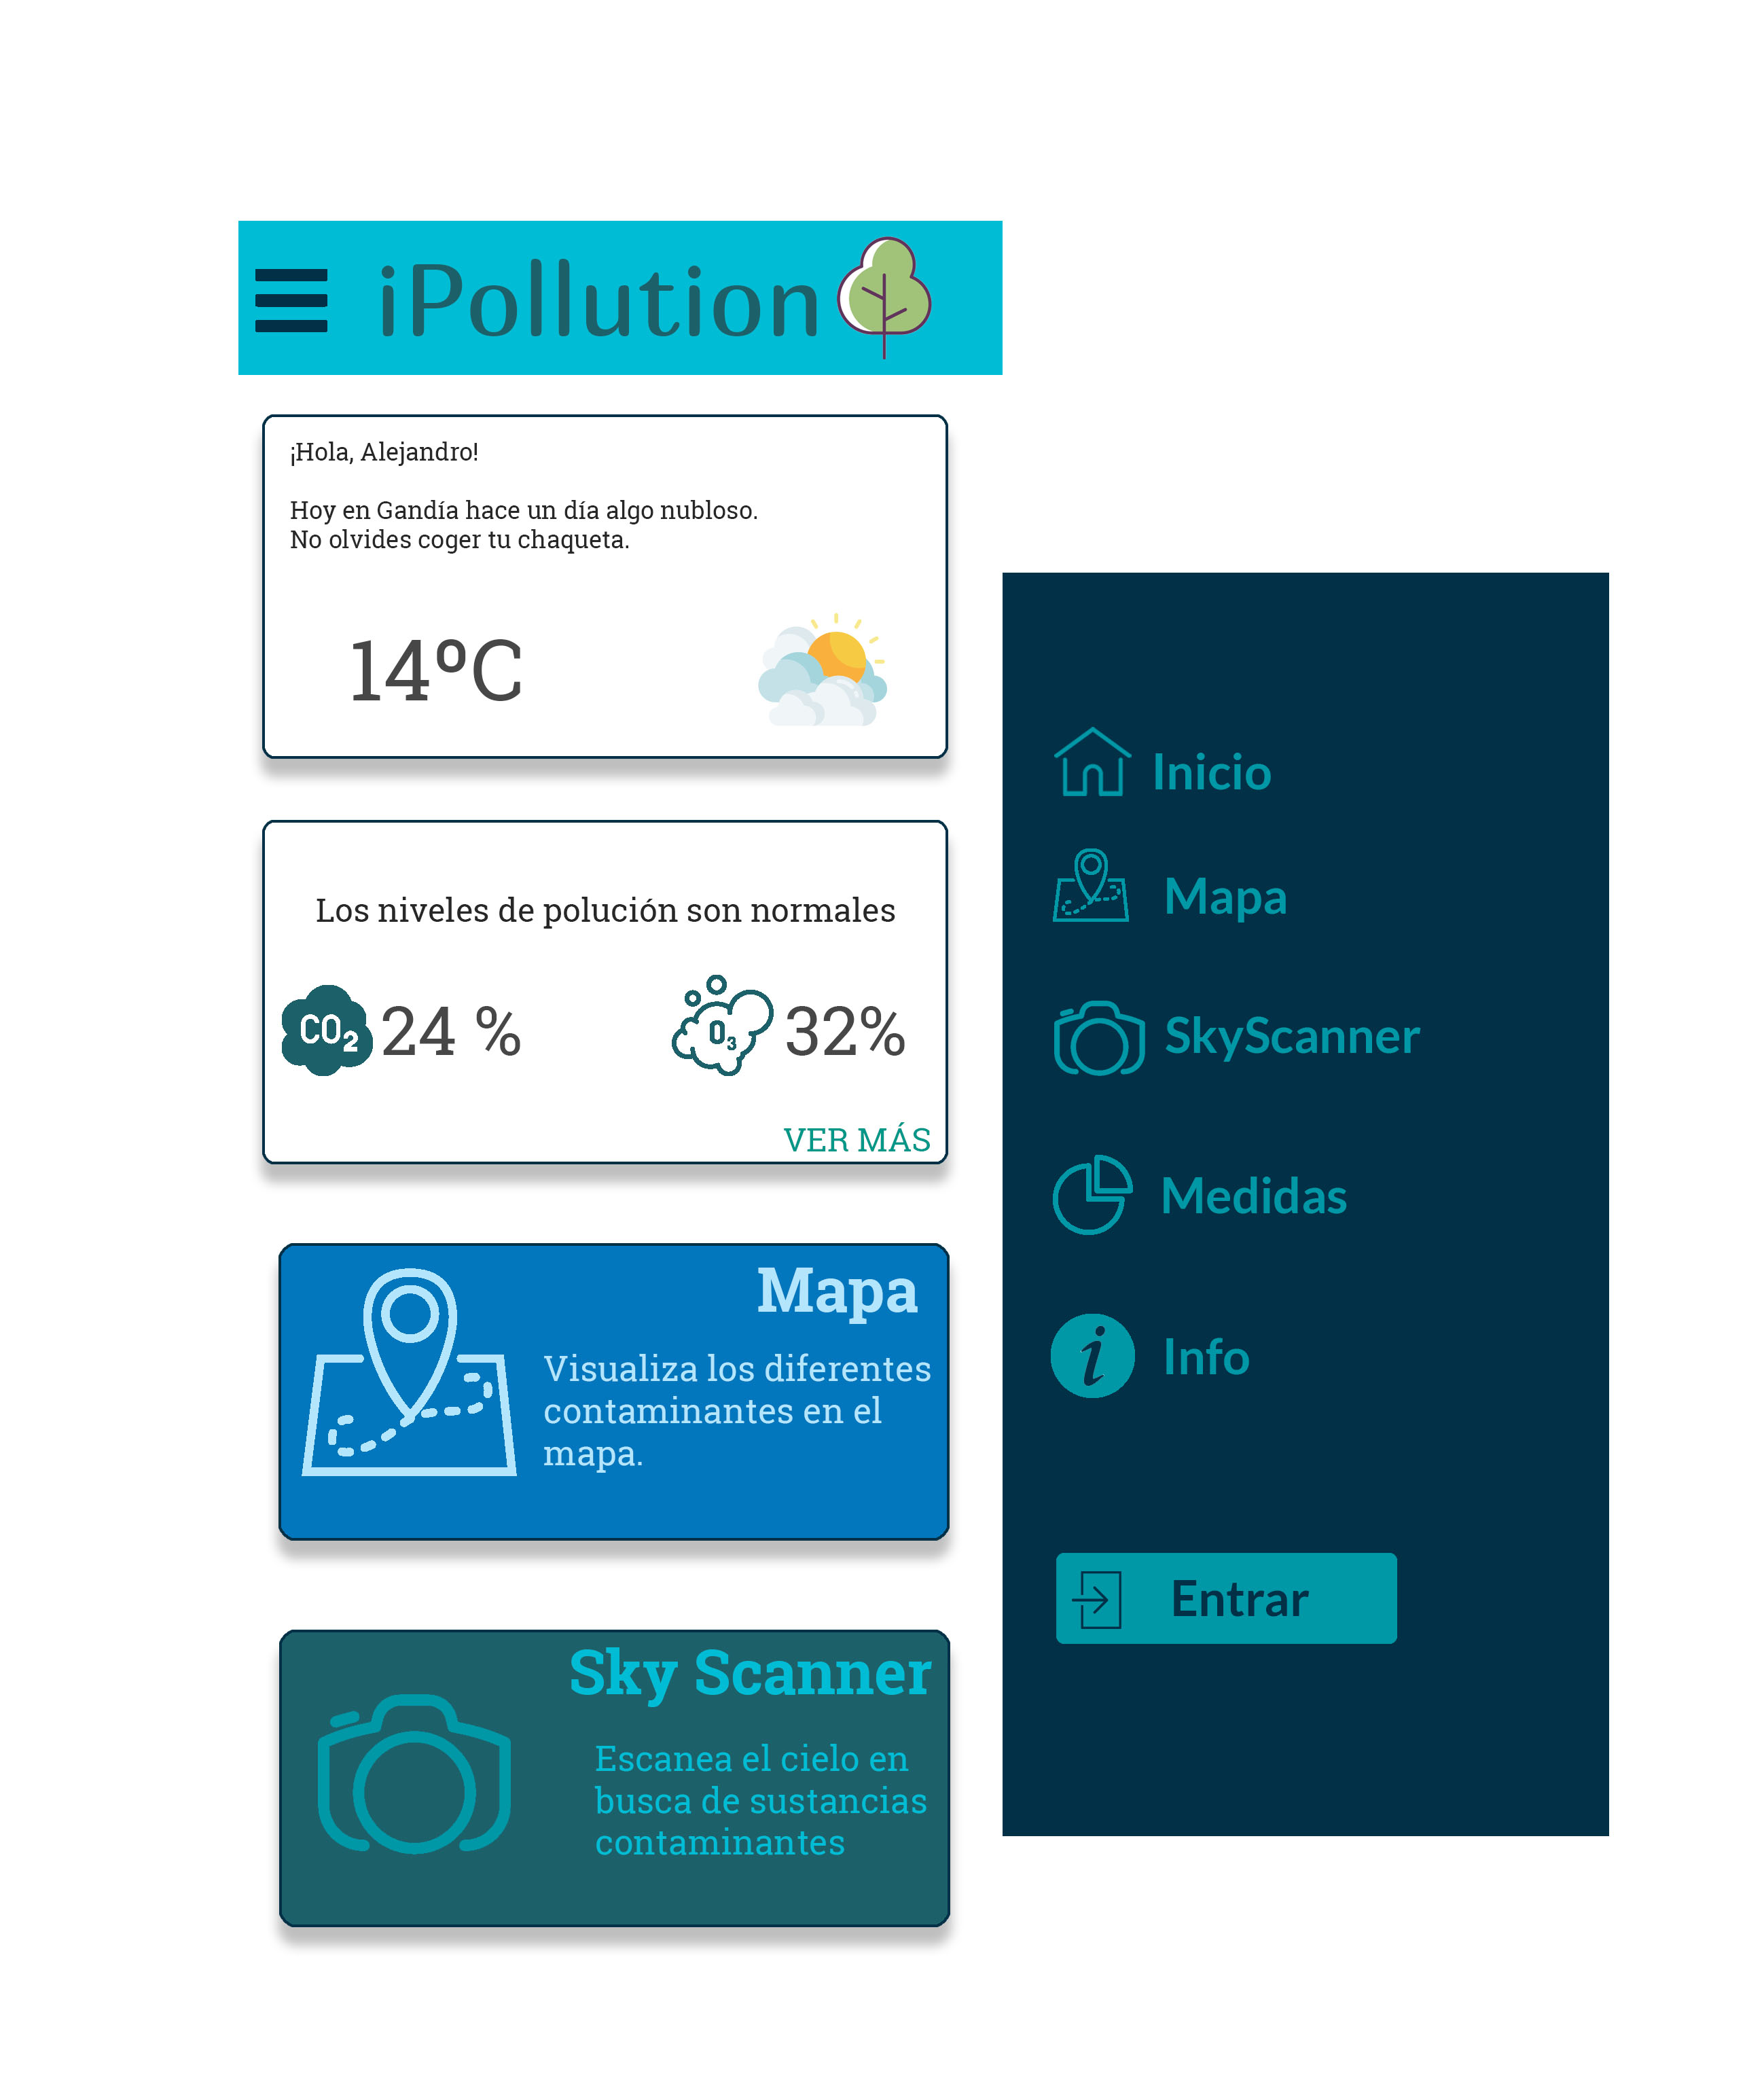 iPollution
¡Hola, Alejandro!
Hoy en Gandía hace un día algo nubloso.
No olvides coger tu chaqueta.
14ºC
Los niveles de polución son normales
CO2 24 %
O3 32%
VER MÁS
Mapa
Visualiza los diferentes
contaminantes en el
mapa.
Sky Scanner
Escanea el cielo en
busca de sustancias
contaminantes
Inicio
Mapa
SkyScanner
Medidas
i Info
Entrar